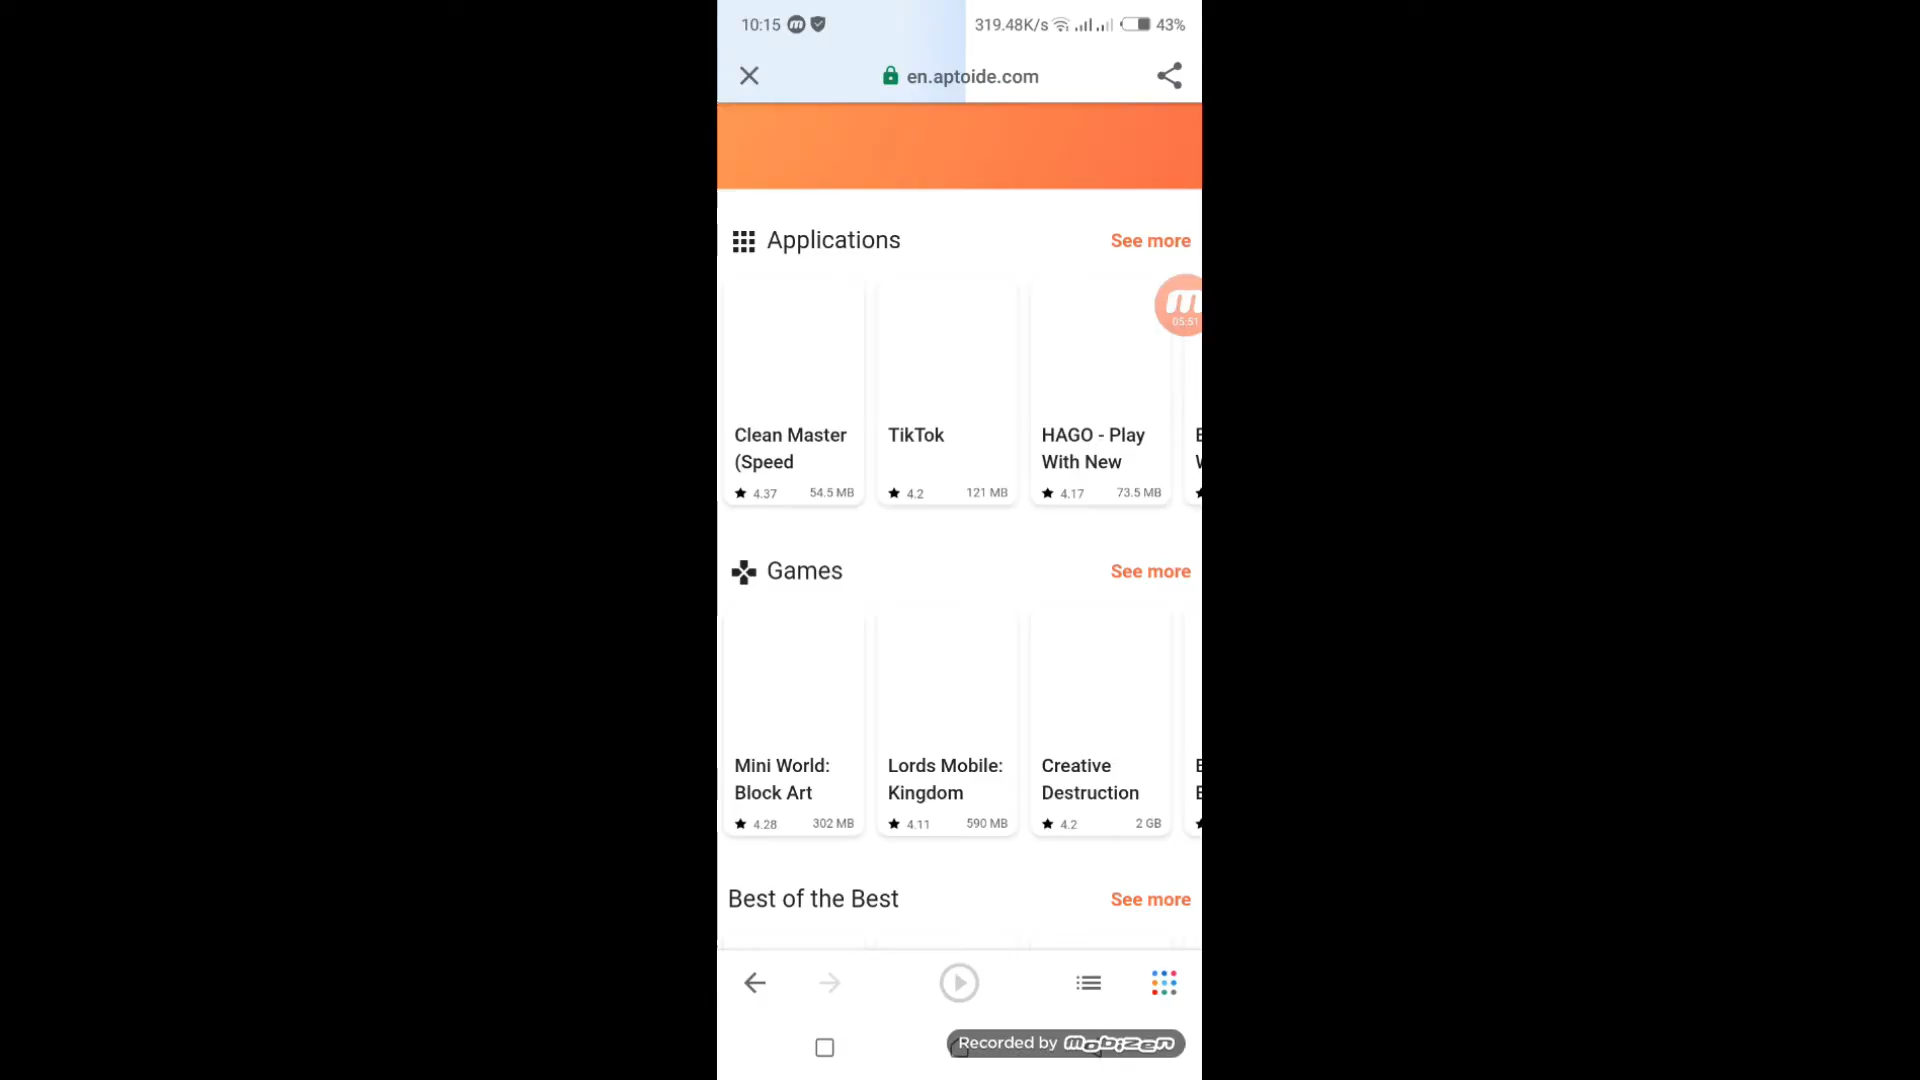 10:15 319.48K/s 43%
en.aptoide.com
Applications See more
05:51
Clean Master TikTok HAGO - Play
(Speed With New
4.37 54.5 MB 4.2 121 MB 4.17 73.5 MB
Games See more
Mini World: Lords Mobile: Creative
Block Art Kingdom Destruction
4.28 302 MB 4.11 590 MB 4.2 2 GB
Best of the Best See more
Recorded by mobizen